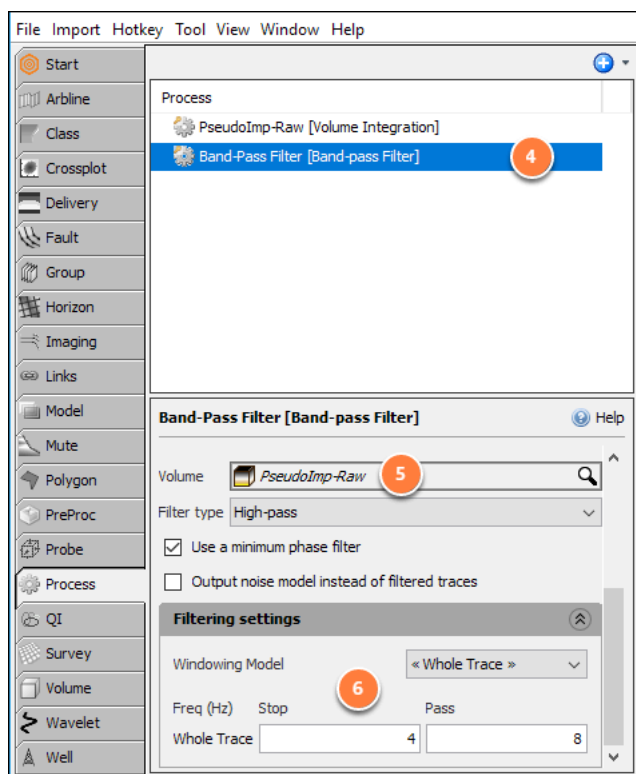 File Import Hotkey Tool View Window Help
Start
Arbline
Class
Crossplot
Delivery
Fault
Group
Horizon
Imaging
Links
Model
Mute
Polygon
PreProc
Probe
Process
QI
Survey
Volume
Wavelet
Well
Process
PseudoImp-Raw [Volume Integration]
Band-Pass Filter [Band-pass Filter] 4
Band-Pass Filter [Band-pass Filter] Help
Volume PseudoImp-Raw 5
Filter type High-pass
Use a minimum phase filter
Output noise model instead of filtered traces
Filtering settings
Windowing Model « Whole Trace »
6
Freq (Hz) Stop Pass
Whole Trace 4 8